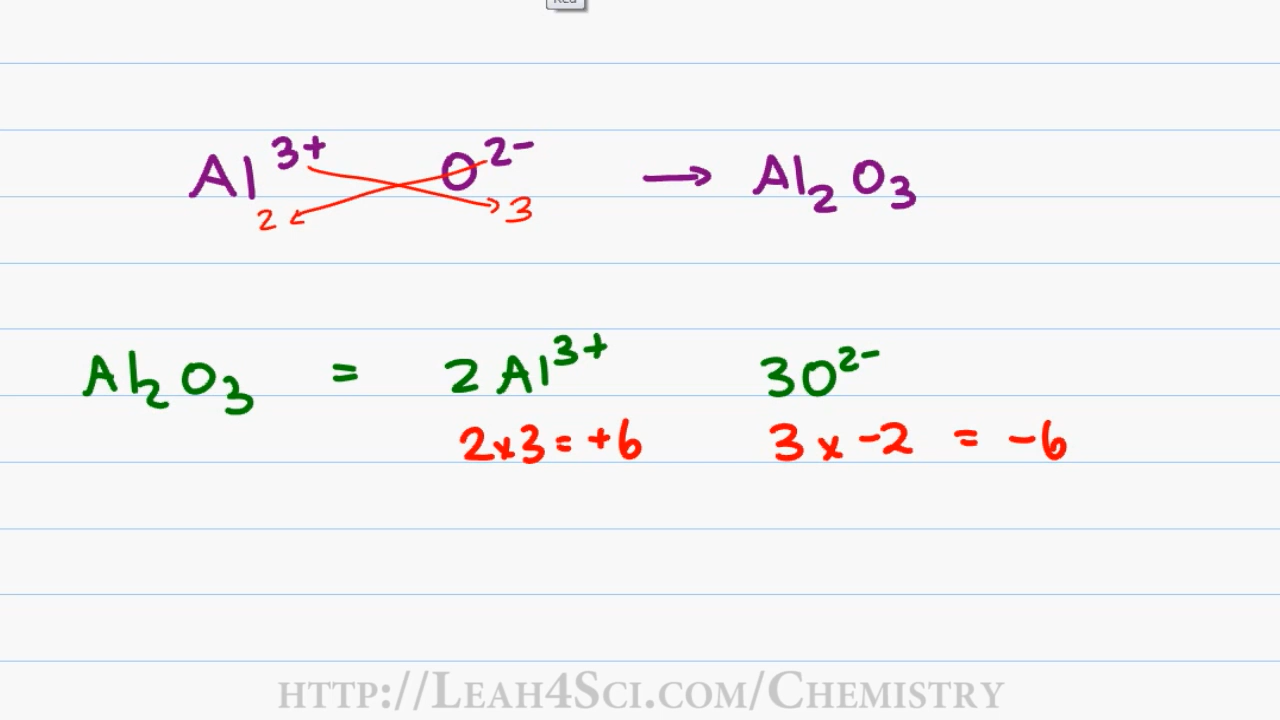 Al³⁺ O²⁻ → Al₂O₃
2 3
Al₂O₃ = 2Al³⁺ 3O²⁻
2x3 = +6 3 x -2 = -6
HTTP://LEAH4SCI.COM/CHEMISTRY